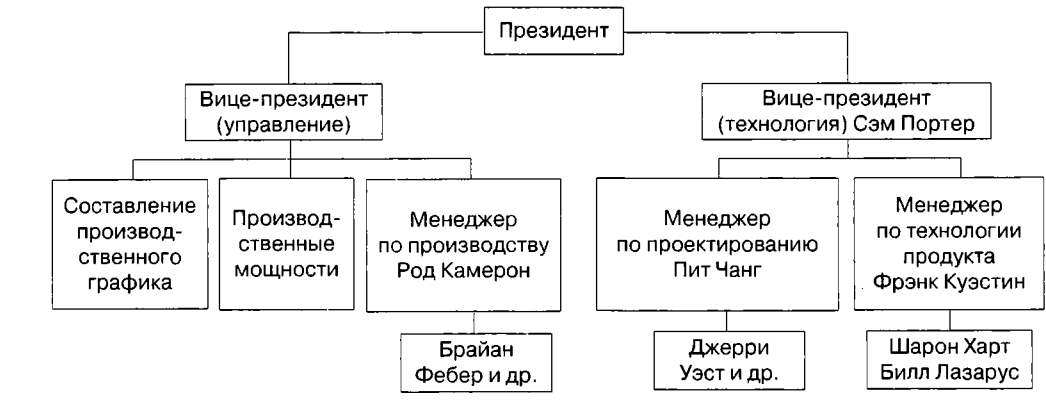 Президент
Вице-президент
(управление)
Вице-президент
(технология) Сэм Портер
Составление
производ-
ственного
графика
Производ-
ственные
мощности
Менеджер
по производству
Род Камерон
Менеджер
по проектированию
Пит Чанг
Менеджер
по технологии
продукта
Фрэнк Куэстин
Брайан
Фебер и др.
Джерри
Уэст и др.
Шарон Харт
Билл Лазарус